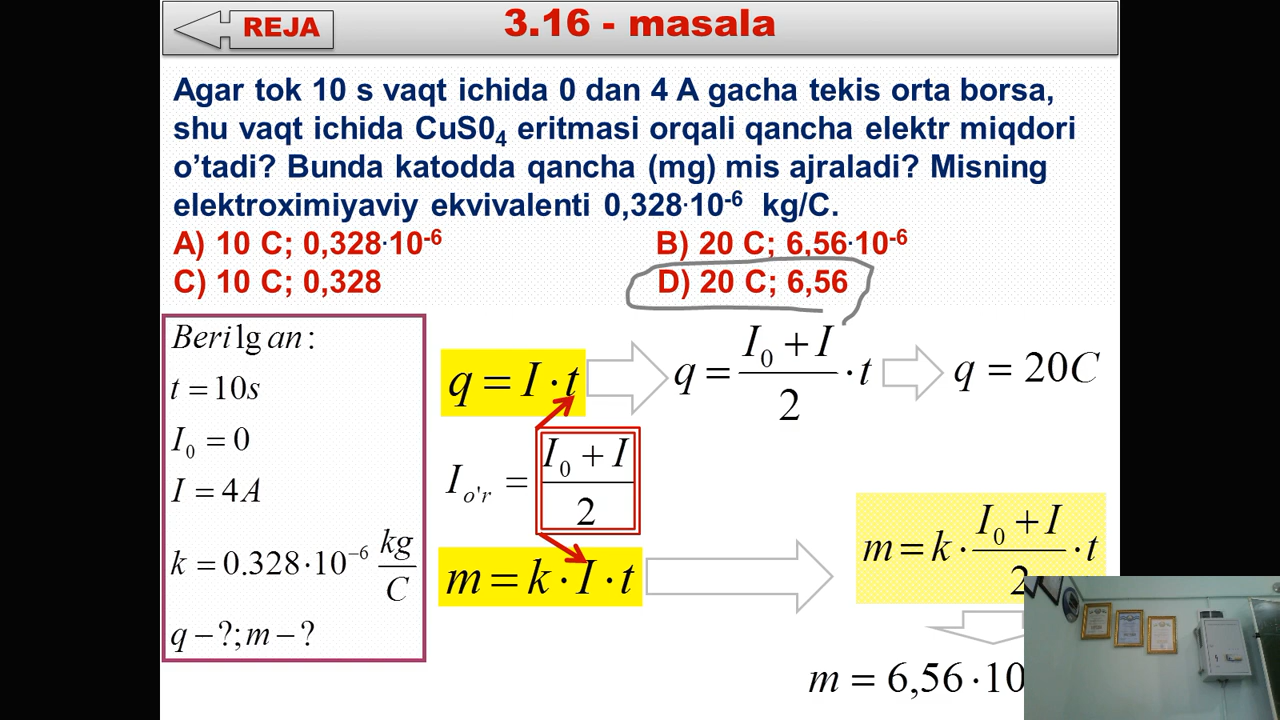 REJA
3.16 - masala
Agar tok 10 s vaqt ichida 0 dan 4 A gacha tekis orta borsa,
shu vaqt ichida CuS0₄ eritmasi orqali qancha elektr miqdori
o’tadi? Bunda katodda qancha (mg) mis ajraladi? Misning
elektroximiyaviy ekvivalenti 0,328·10⁻⁶ kg/C.
A) 10 C; 0,328·10⁻⁶ B) 20 C; 6,56·10⁻⁶
C) 10 C; 0,328 D) 20 C; 6,56
Berilgan:
t = 10s
I₀ = 0
I = 4A
k = 0.328·10⁻⁶ kg/C
q − ?; m − ?
q = I · t
q = (I₀ + I)/2 · t
q = 20C
I_o'r = (I₀ + I)/2
m = k · I · t
m = k · (I₀ + I)/2 · t
m = 6,56 · 10